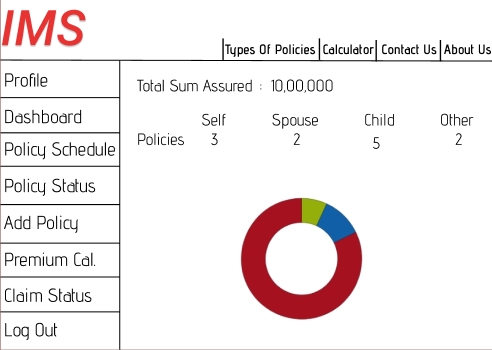 IMS
Types Of Policies Calculator Contact Us About Us
Profile
Dashboard
Policy Schedule
Policy Status
Add Policy
Premium Cal.
Claim Status
Log Out
Total Sum Assured : 10,00,000
Self Spouse Child Other
Policies 3 2 5 2